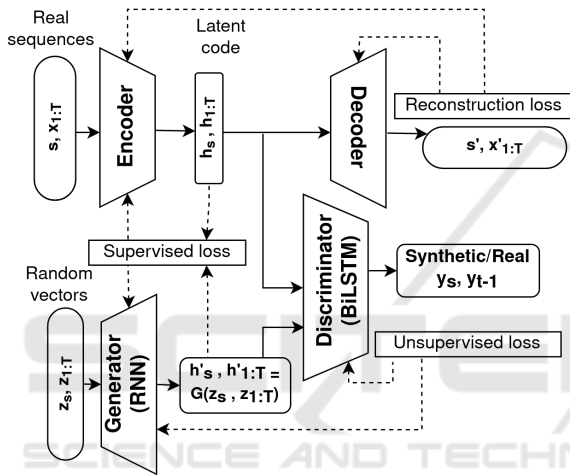 Real
sequences
Latent
code
s, x1:T
Encoder
hs , h1:T
Decoder
Reconstruction loss
s', x'1:T
Supervised loss
Random
vectors
zs, z1:T
Generator
(RNN)
h's , h'1:T =
G(zs , z1:T)
Discriminator
(BiLSTM)
Synthetic/Real
ys, yt-1
Unsupervised loss
SCITE
SCIENCE AND TECHN